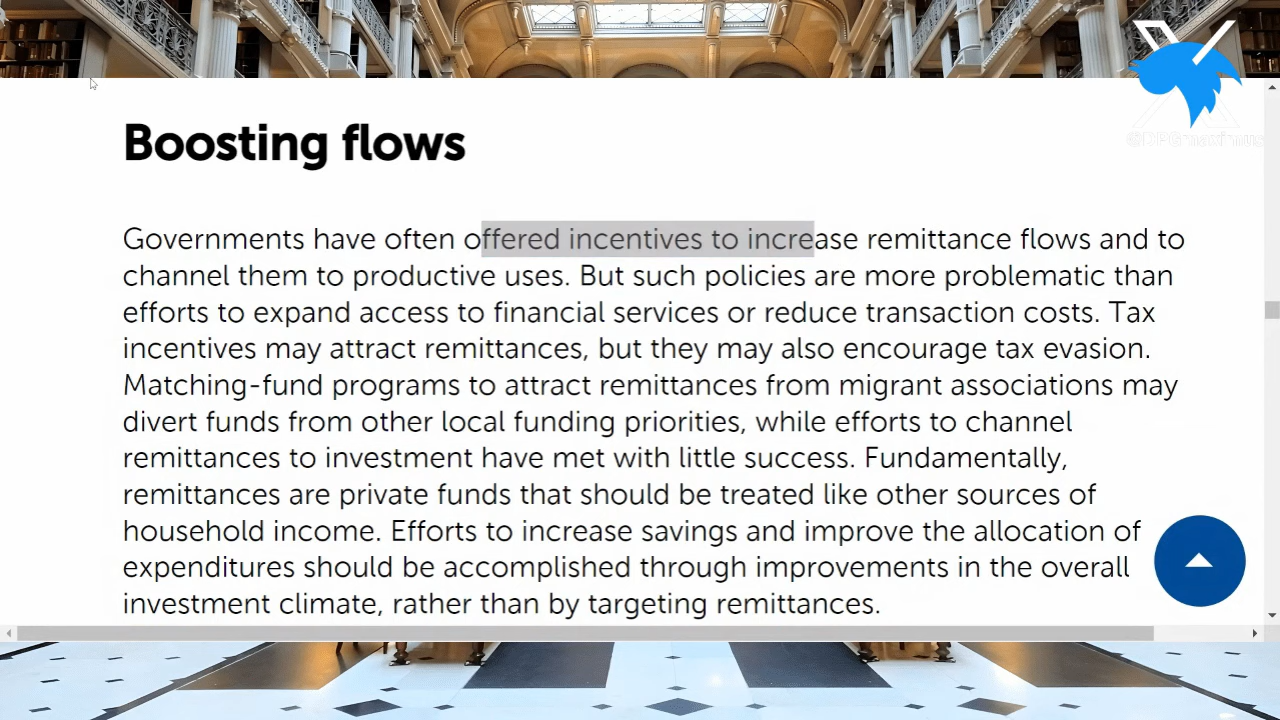 Boosting flows
Governments have often offered incentives to increase remittance flows and to
channel them to productive uses. But such policies are more problematic than
efforts to expand access to financial services or reduce transaction costs. Tax
incentives may attract remittances, but they may also encourage tax evasion.
Matching-fund programs to attract remittances from migrant associations may
divert funds from other local funding priorities, while efforts to channel
remittances to investment have met with little success. Fundamentally,
remittances are private funds that should be treated like other sources of
household income. Efforts to increase savings and improve the allocation of
expenditures should be accomplished through improvements in the overall
investment climate, rather than by targeting remittances.